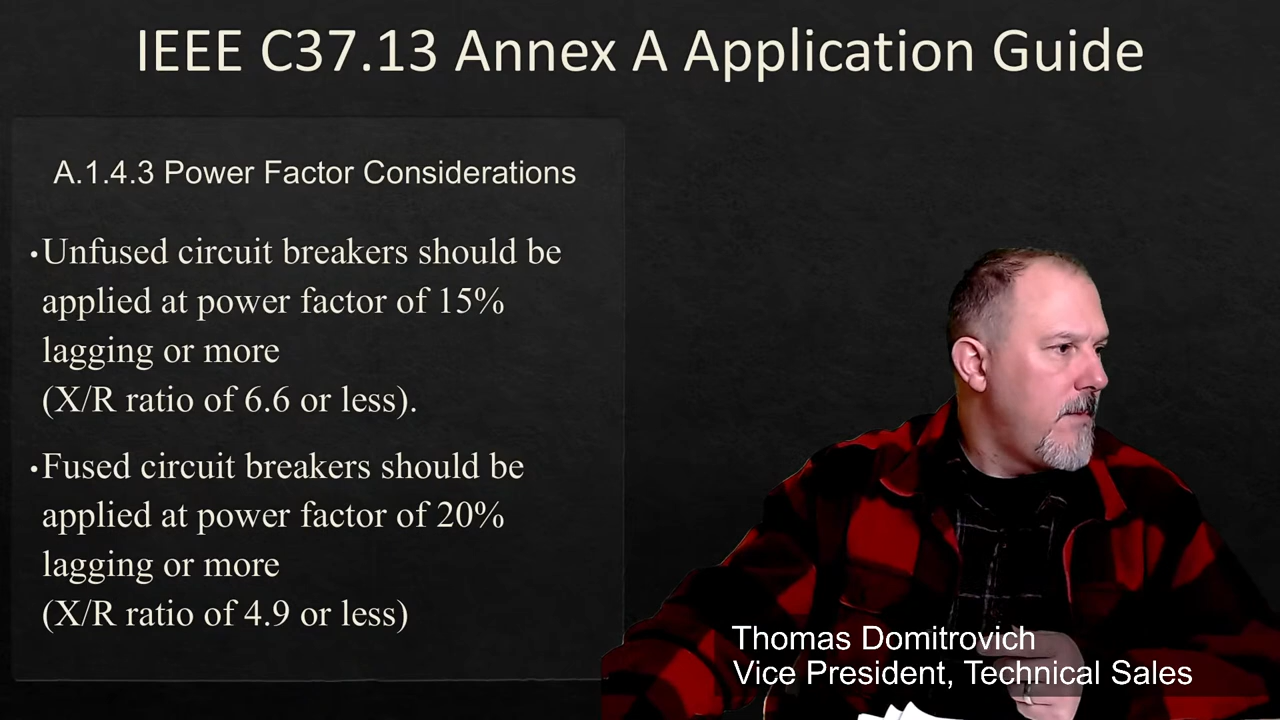 IEEE C37.13 Annex A Application Guide
A.1.4.3 Power Factor Considerations
•Unfused circuit breakers should be
applied at power factor of 15%
lagging or more
(X/R ratio of 6.6 or less).
•Fused circuit breakers should be
applied at power factor of 20%
lagging or more
(X/R ratio of 4.9 or less)
Thomas Domitrovich
Vice President, Technical Sales